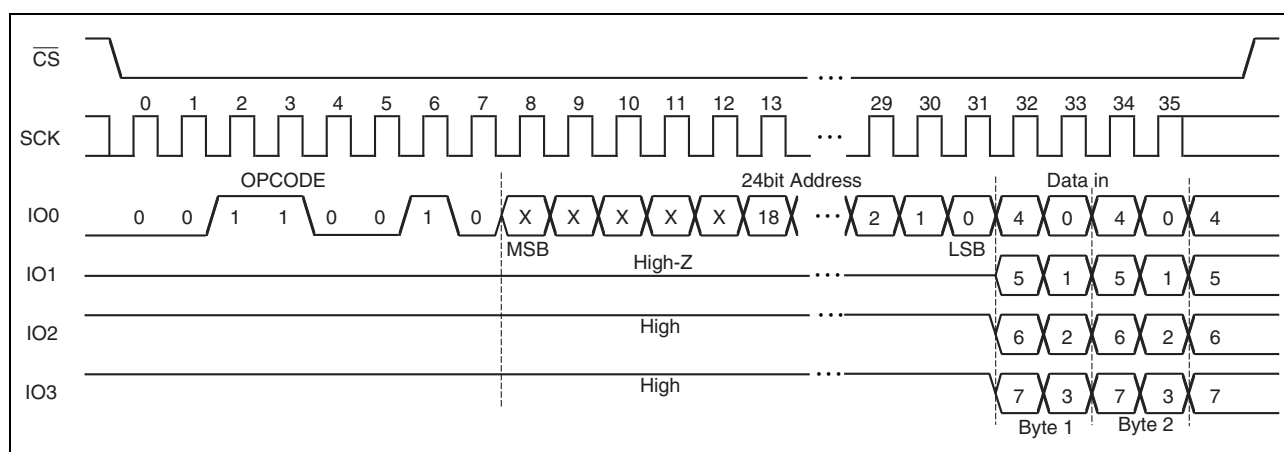 CS
0 1 2 3 4 5 6 7 8 9 10 11 12 13 ... 29 30 31 32 33 34 35
SCK
...
OPCODE 24bit Address Data in
IO0 0 0 1 1 0 0 1 0 X X X X X 18 ... 2 1 0 4 0 4 0 4
MSB LSB
IO1 High-Z ... 5 1 5 1 5
IO2 High ... 6 2 6 2 6
IO3 High ... 7 3 7 3 7
Byte 1 Byte 2